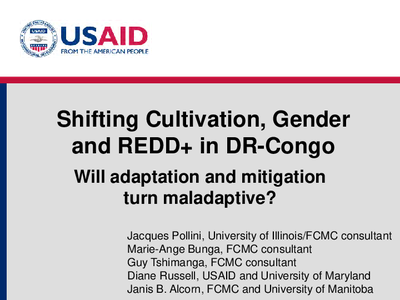 USAID
FROM THE AMERICAN PEOPLE
Shifting Cultivation, Gender
and REDD+ in DR-Congo
Will adaptation and mitigation
turn maladaptive?
Jacques Pollini, University of Illinois/FCMC consultant
Marie-Ange Bunga, FCMC consultant
Guy Tshimanga, FCMC consultant
Diane Russell, USAID and University of Maryland
Janis B. Alcorn, FCMC and University of Manitoba